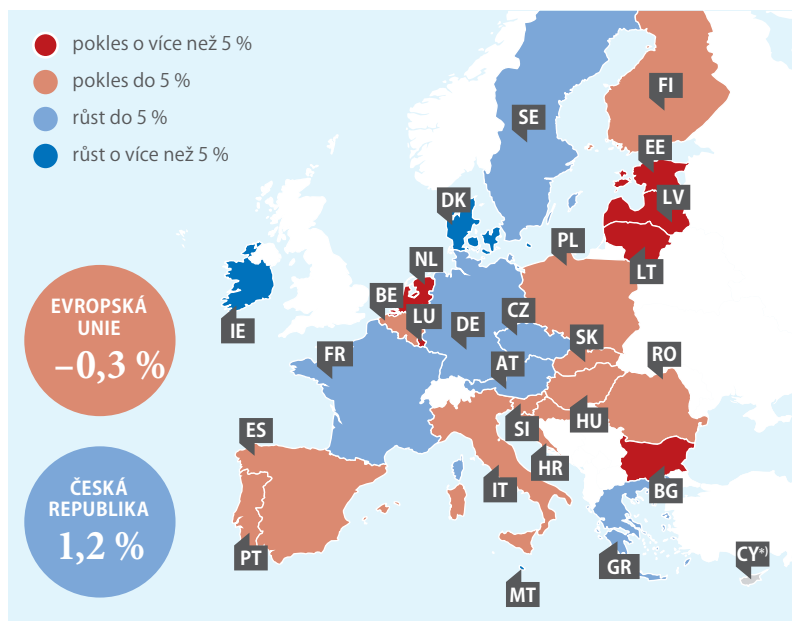 pokles o více než 5 %
pokles do 5 %
růst do 5 %
růst o více než 5 %
FI
SE
EE
LV
DK
PL
NL
LT
BE
LU
DE
CZ
IE
EVROPSKÁ
UNIE
–0,3 %
FR
SK
AT
RO
SI
HU
ES
HR
IT
BG
ČESKÁ
REPUBLIKA
1,2 %
PT
GR
CY*)
MT